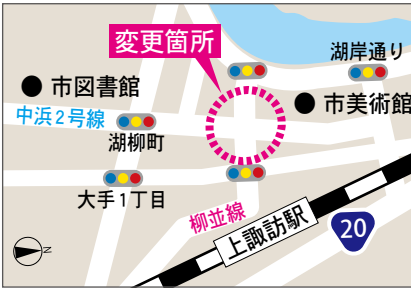 変更箇所
湖岸通り
市図書館
市美術館
中浜2号線
湖柳町
大手1丁目
柳並線
上諏訪駅
20
N